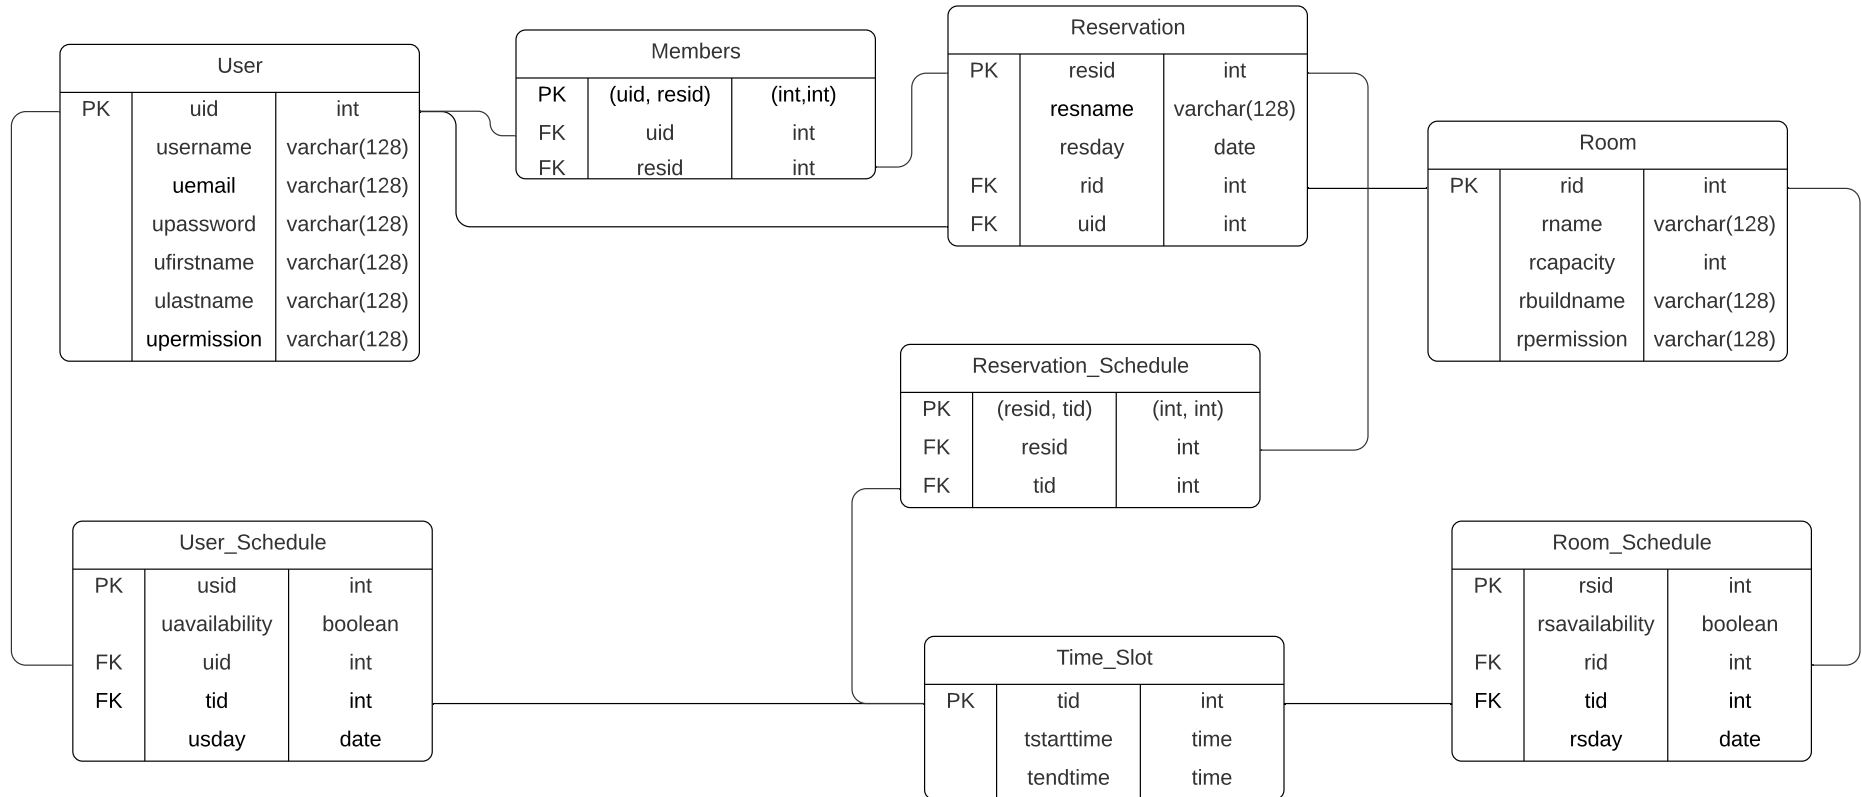 User
PK uid int
username varchar(128)
uemail varchar(128)
upassword varchar(128)
ufirstname varchar(128)
ulastname varchar(128)
upermission varchar(128)
Members
PK (uid, resid) (int,int)
FK uid int
FK resid int
Reservation
PK resid int
resname varchar(128)
resday date
FK rid int
FK uid int
Room
PK rid int
rname varchar(128)
rcapacity int
rbuildname varchar(128)
rpermission varchar(128)
Reservation_Schedule
PK (resid, tid) (int, int)
FK resid int
FK tid int
User_Schedule
PK usid int
uavailability boolean
FK uid int
FK tid int
usday date
Time_Slot
PK tid int
tstarttime time
tendtime time
Room_Schedule
PK rsid int
rsavailability boolean
FK rid int
FK tid int
rsday date